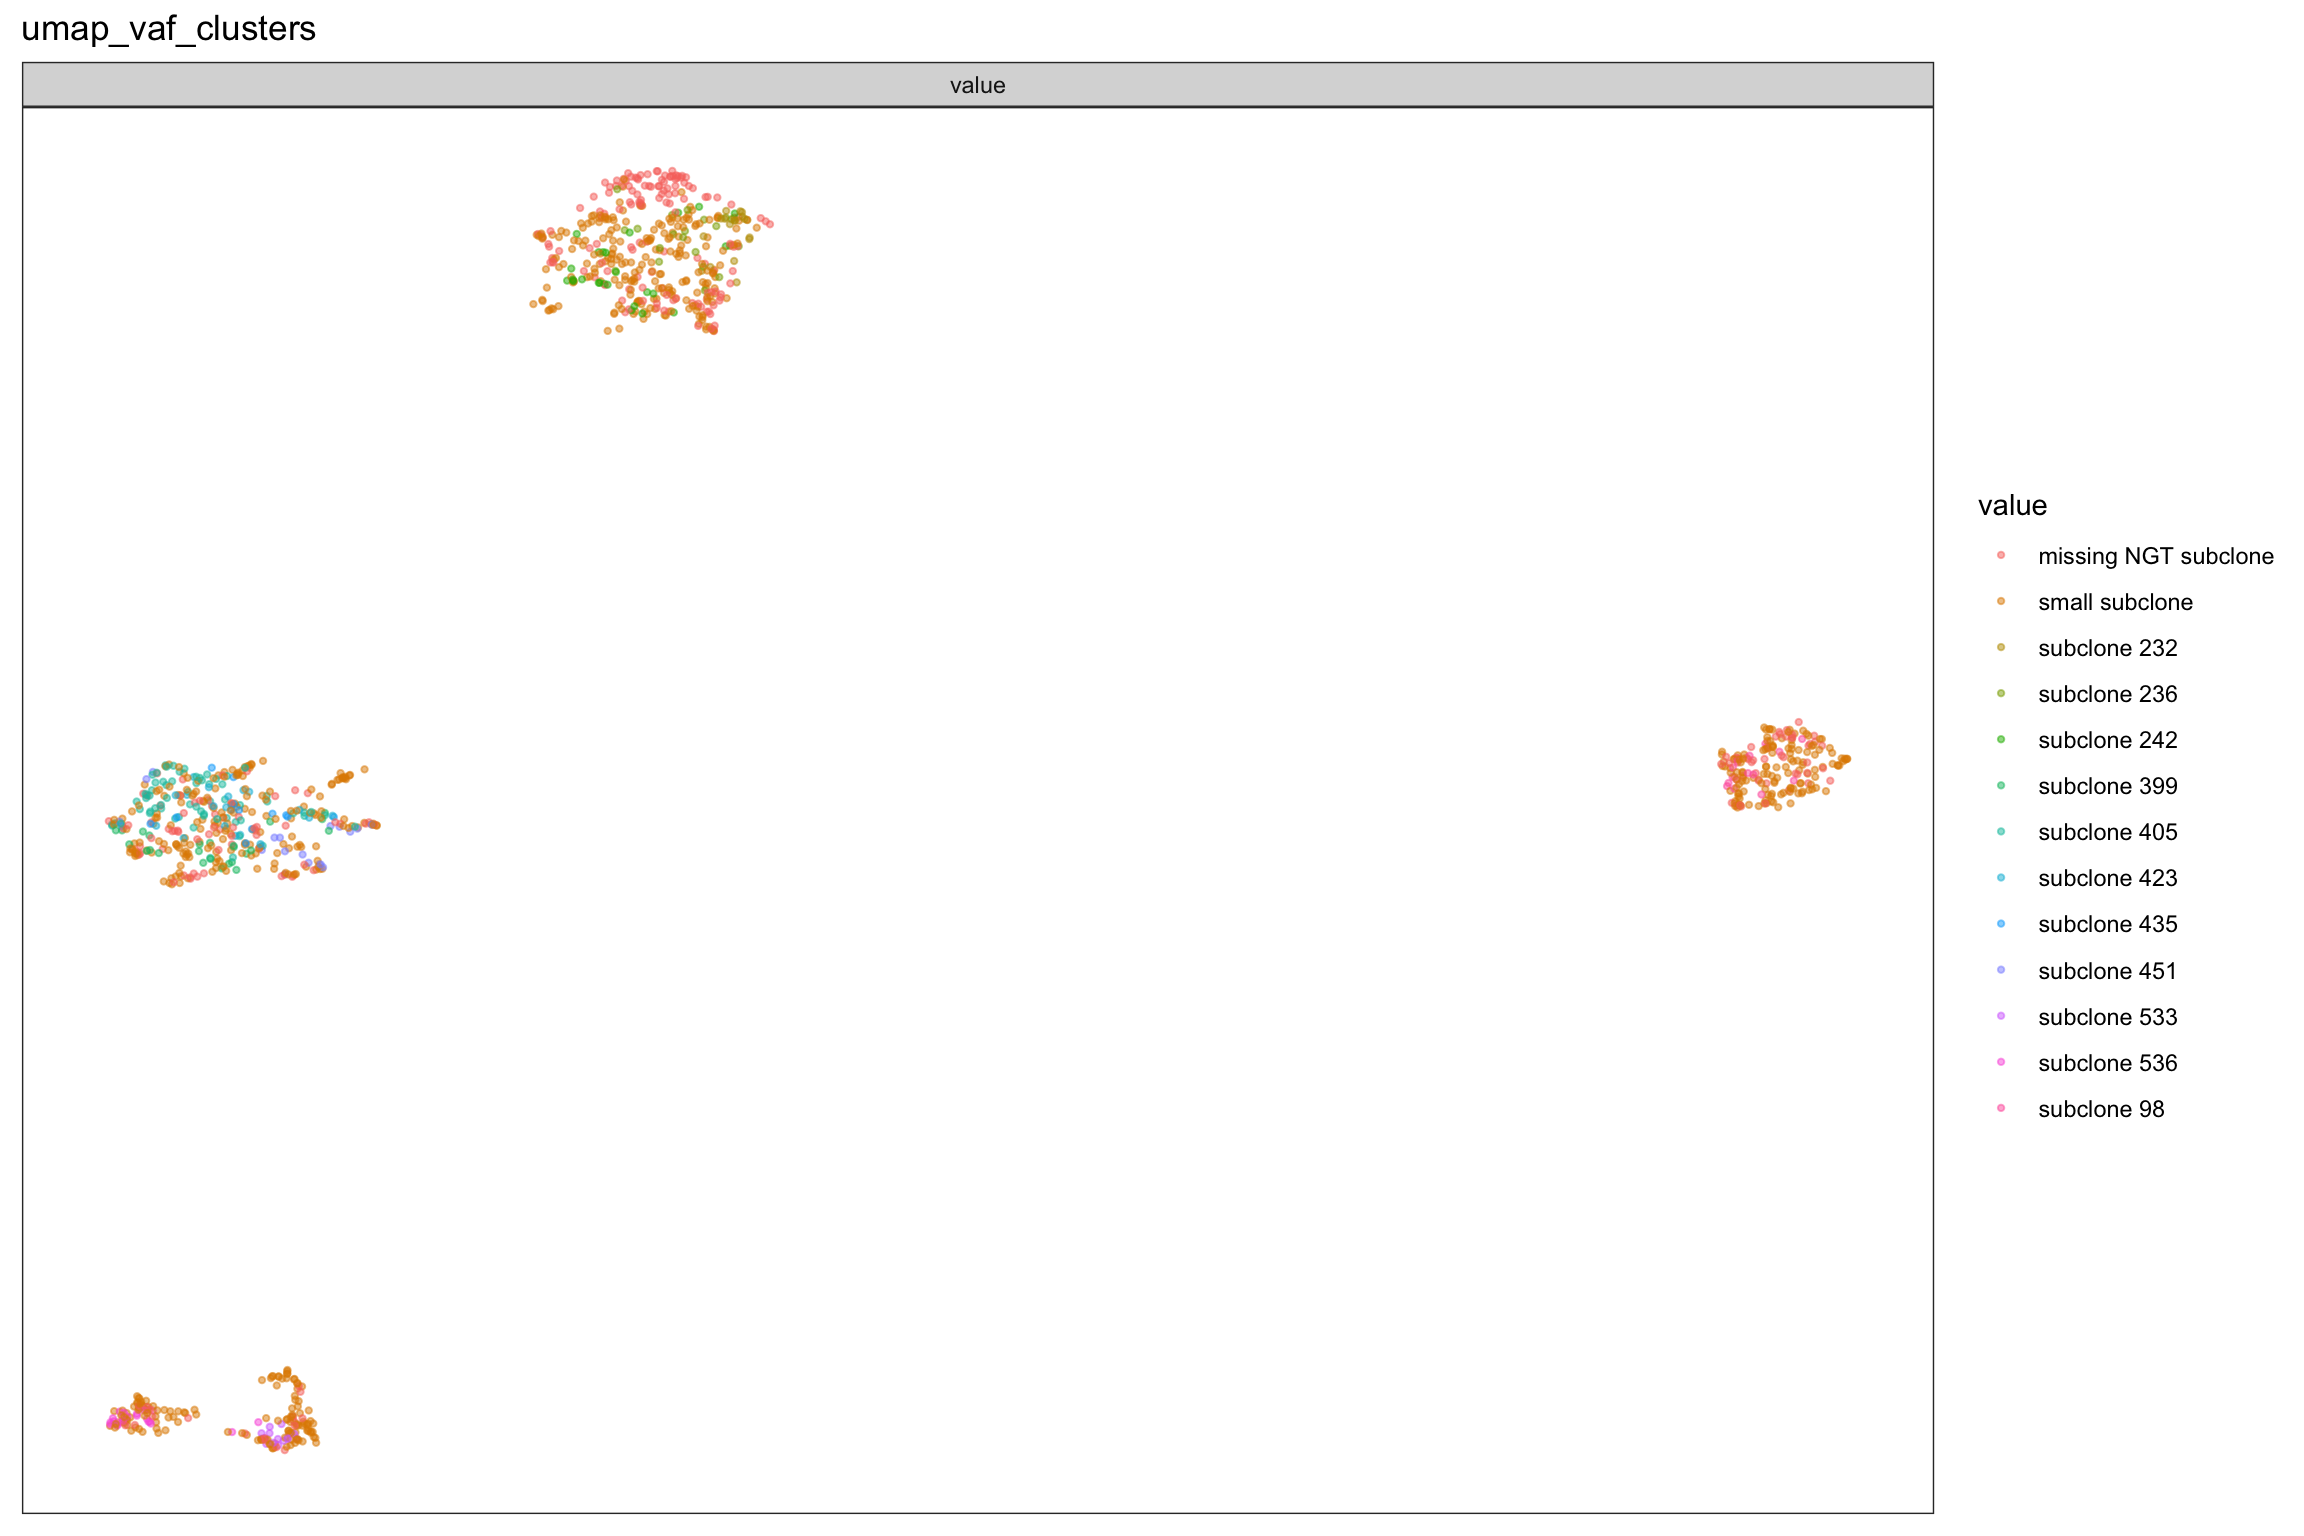 umap_vaf_clusters
value
value
missing NGT subclone
small subclone
subclone 232
subclone 236
subclone 242
subclone 399
subclone 405
subclone 423
subclone 435
subclone 451
subclone 533
subclone 536
subclone 98